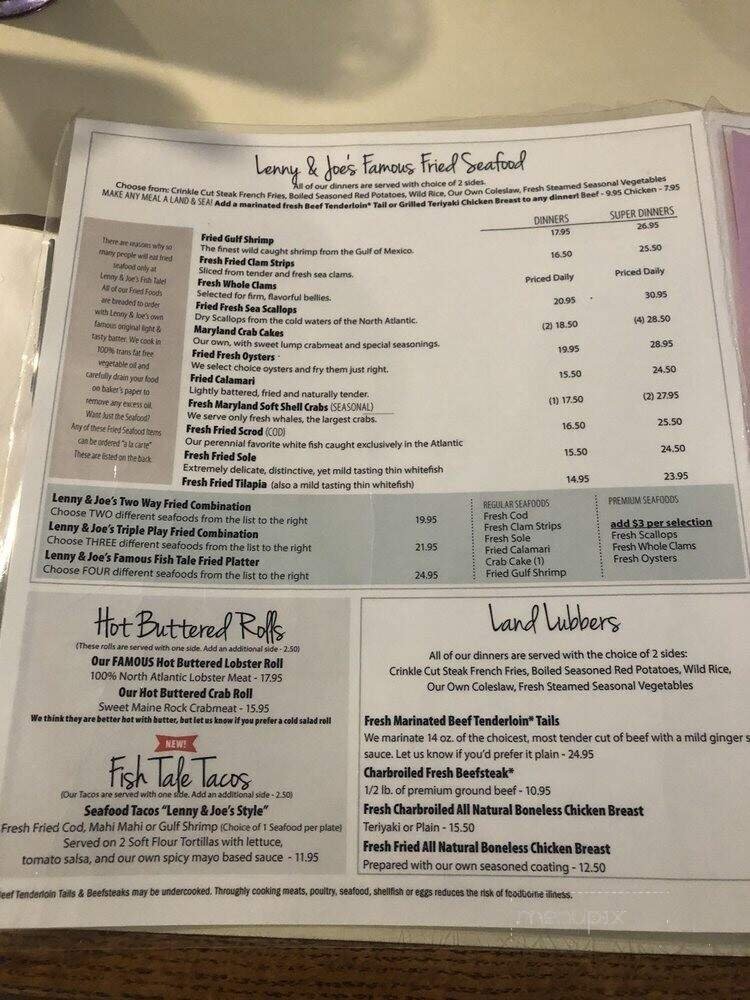 Lenny & Joe's Famous Fried Seafood
All of our dinners are served with choice of 2 sides.
Choose from: Crinkle Cut Steak French Fries, Boiled Seasoned Red Potatoes, Wild Rice, Our Own Coleslaw, Fresh Steamed Seasonal Vegetables
MAKE ANY MEAL A LAND & SEA! Add a marinated fresh Beef Tenderloin* Tail or Grilled Teriyaki Chicken Breast to any dinner! Beef - 9.95 Chicken - 7.95
DINNERS SUPER DINNERS
There are reasons why so
many people will eat fried
seafood only at
Lenny & Joe's Fish Tale!
All of our Fried Foods
are breaded to order
with Lenny & Joe's own
famous original light &
tasty batter. We cook in
100% trans fat free
vegetable oil and
carefully drain your food
on baker's paper to
remove any excess oil.
Want Just the Seafood?
Any of these Fried Seafood Items
can be ordered "a la carte"
These are listed on the back.
Fried Gulf Shrimp 17.95 26.95
The finest wild caught shrimp from the Gulf of Mexico.
Fresh Fried Clam Strips 16.50 25.50
Sliced from tender and fresh sea clams.
Fresh Whole Clams Priced Daily Priced Daily
Selected for firm, flavorful bellies.
Fried Fresh Sea Scallops 20.95 30.95
Dry Scallops from the cold waters of the North Atlantic.
Maryland Crab Cakes (2) 18.50 (4) 28.50
Our own, with sweet lump crabmeat and special seasonings.
Fried Fresh Oysters 19.95 28.95
We select choice oysters and fry them just right.
Fried Calamari 15.50 24.50
Lightly battered, fried and naturally tender.
Fresh Maryland Soft Shell Crabs (SEASONAL) (1) 17.50 (2) 27.95
We serve only fresh whales, the largest crabs.
Fresh Fried Scrod (COD) 16.50 25.50
Our perennial favorite white fish caught exclusively in the Atlantic
Fresh Fried Sole 15.50 24.50
Extremely delicate, distinctive, yet mild tasting thin whitefish
Fresh Fried Tilapia (also a mild tasting thin whitefish) 14.95 23.95
Lenny & Joe's Two Way Fried Combination
Choose TWO different seafoods from the list to the right 19.95
Lenny & Joe's Triple Play Fried Combination
Choose THREE different seafoods from the list to the right 21.95
Lenny & Joe's Famous Fish Tale Fried Platter
Choose FOUR different seafoods from the list to the right 24.95
REGULAR SEAFOODS
Fresh Cod
Fresh Clam Strips
Fresh Sole
Fried Calamari
Crab Cake (1)
Fried Gulf Shrimp
PREMIUM SEAFOODS
add $3 per selection
Fresh Scallops
Fresh Whole Clams
Fresh Oysters
Hot Buttered Rolls
(These rolls are served with one side. Add an additional side - 2.50)
Our FAMOUS Hot Buttered Lobster Roll
100% North Atlantic Lobster Meat - 17.95
Our Hot Buttered Crab Roll
Sweet Maine Rock Crabmeat - 15.95
We think they are better hot with butter, but let us know if you prefer a cold salad roll
NEW!
Fish Tale Tacos
(Our Tacos are served with one side. Add an additional side - 2.50)
Seafood Tacos "Lenny & Joe's Style"
Fresh Fried Cod, Mahi Mahi or Gulf Shrimp (Choice of 1 Seafood per plate)
Served on 2 Soft Flour Tortillas with lettuce,
tomato salsa, and our own spicy mayo based sauce - 11.95
Land Lubbers
All of our dinners are served with the choice of 2 sides:
Crinkle Cut Steak French Fries, Boiled Seasoned Red Potatoes, Wild Rice,
Our Own Coleslaw, Fresh Steamed Seasonal Vegetables
Fresh Marinated Beef Tenderloin* Tails
We marinate 14 oz. of the choicest, most tender cut of beef with a mild ginger s
sauce. Let us know if you'd prefer it plain - 24.95
Charbroiled Fresh Beefsteak*
1/2 lb. of premium ground beef - 10.95
Fresh Charbroiled All Natural Boneless Chicken Breast
Teriyaki or Plain - 15.50
Fresh Fried All Natural Boneless Chicken Breast
Prepared with our own seasoned coating - 12.50
eef Tenderloin Tails & Beefsteaks may be undercooked. Throughly cooking meats, poultry, seafood, shellfish or eggs reduces the risk of foodborne illness.
menupix